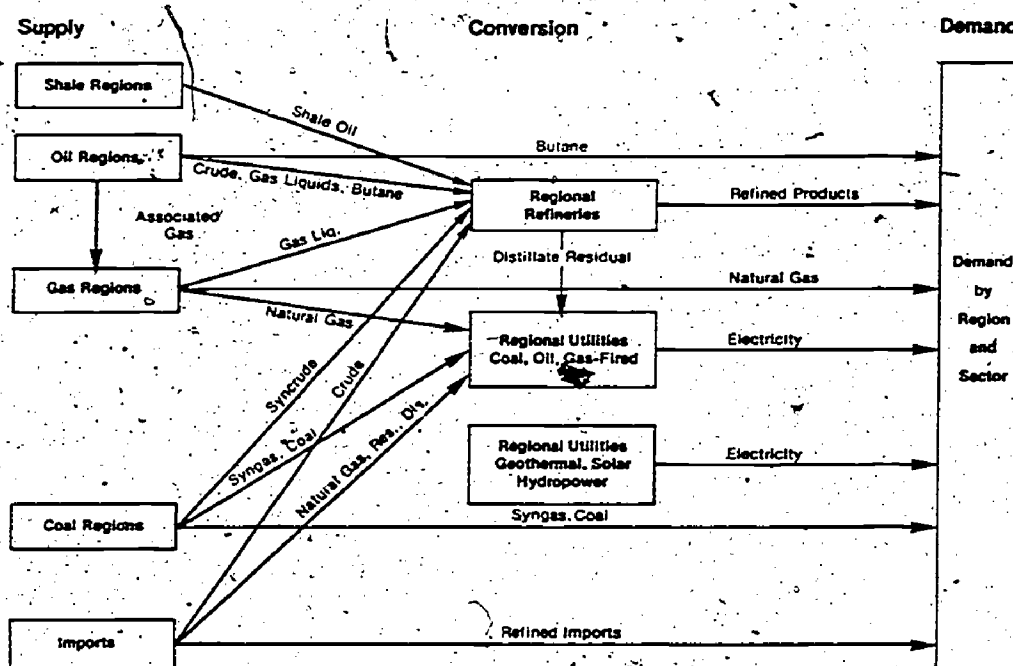 Supply
Conversion
Demand
Shale Regions
Shale Oil
Oil Regions
Butane
Crude, Gas Liquids, Butane
Regional
Refineries
Refined Products
Associated
Gas
Gas Liq.
Distillate Residual
Gas Regions
Natural Gas
Natural Gas
Demand
by
Region
and
Sector
Regional Utilities
Coal, Oil, Gas-Fired
Electricity
Syncrude
Crude
Syngas, Coal
Natural Gas, Res., Dis.
Regional Utilities
Geothermal, Solar
Hydropower
Electricity
Coal Regions
Syngas, Coal
Imports
Refined Imports